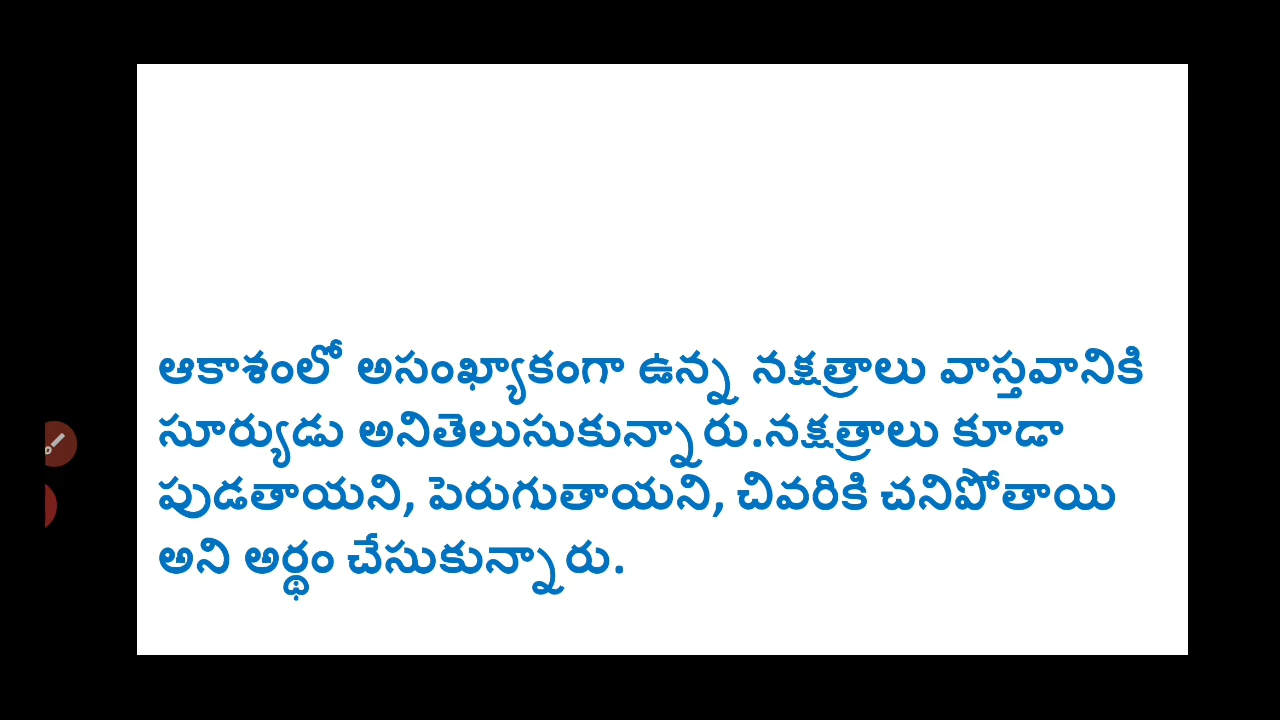 ఆకాశంలో అసంఖ్యాకంగా ఉన్న నక్షత్రాలు వాస్తవానికి
సూర్యుడు అనితెలుసుకున్నారు.నక్షత్రాలు కూడా
పుడతాయని, పెరుగుతాయని, చివరికి చనిపోతాయి
అని అర్థం చేసుకున్నారు.